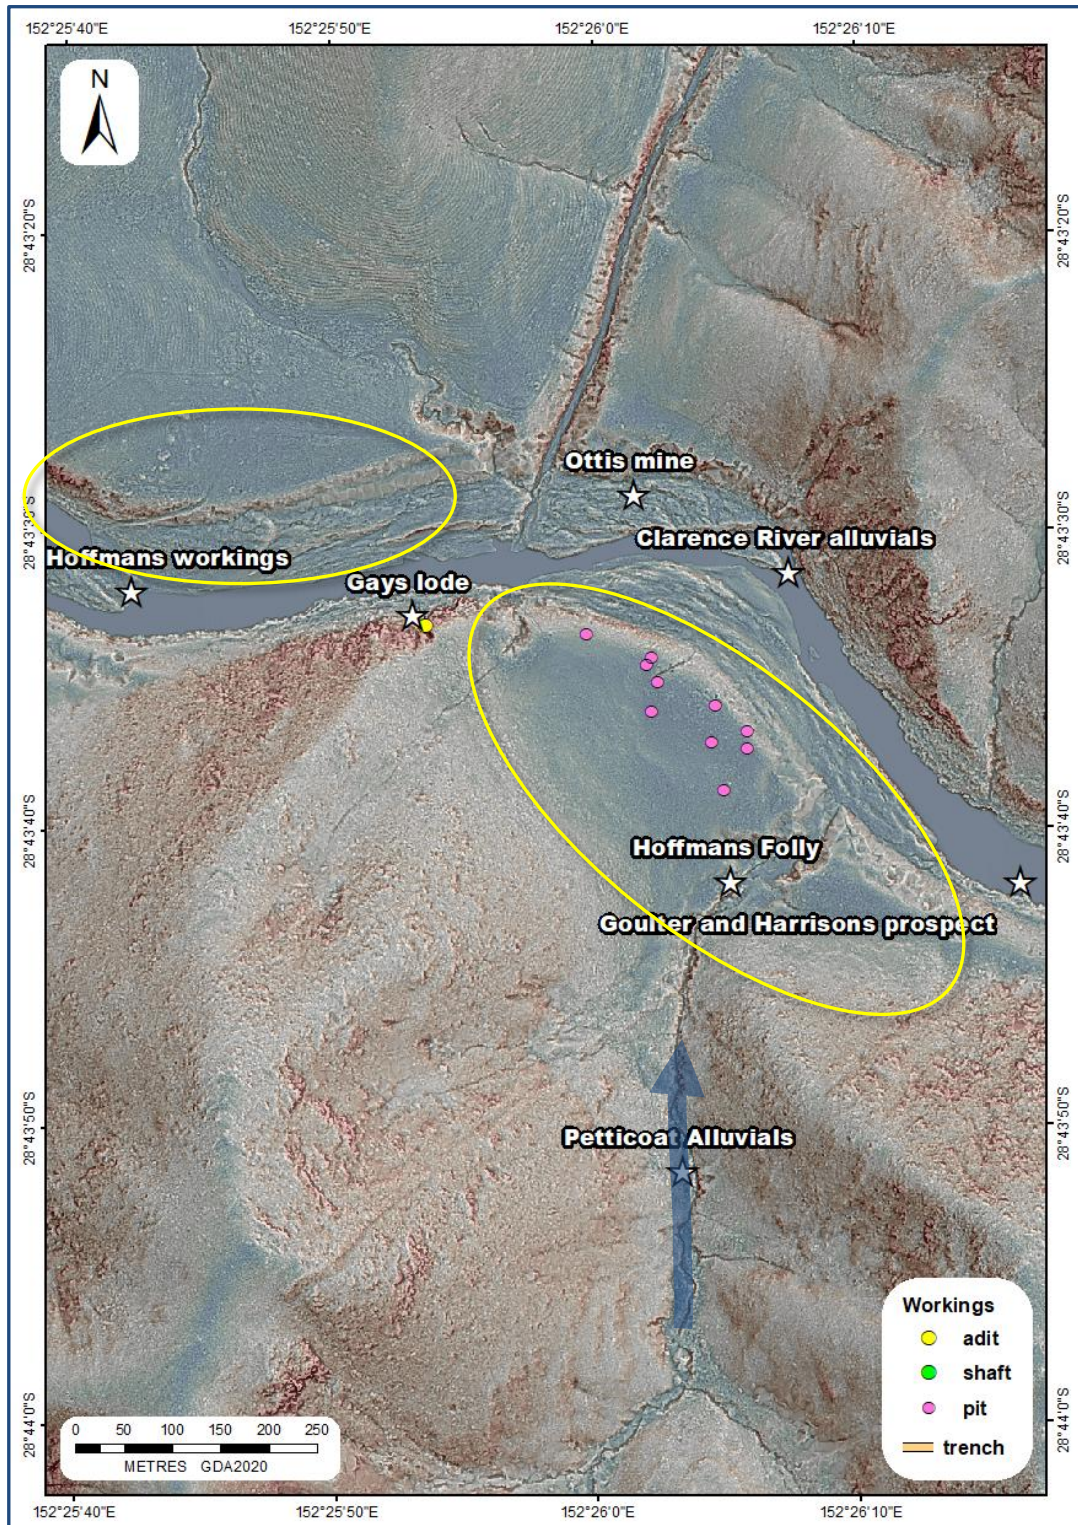 152°25'40"E
152°25'50"E
152°26'0"E
152°26'10"E
N
28°43'20"S
28°43'20"S
Ottis mine
28°43'30"S
28°43'30"S
Clarence River alluvials
Hoffmans workings
Gays lode
28°43'40"S
28°43'40"S
Hoffmans Folly
Goulter and Harrisons prospect
28°43'50"S
28°43'50"S
Petticoat Alluvials
Workings
adit
shaft
pit
trench
28°44'0"S
28°44'0"S
0 50 100 150 200 250
METRES GDA2020
152°25'40"E
152°25'50"E
152°26'0"E
152°26'10"E